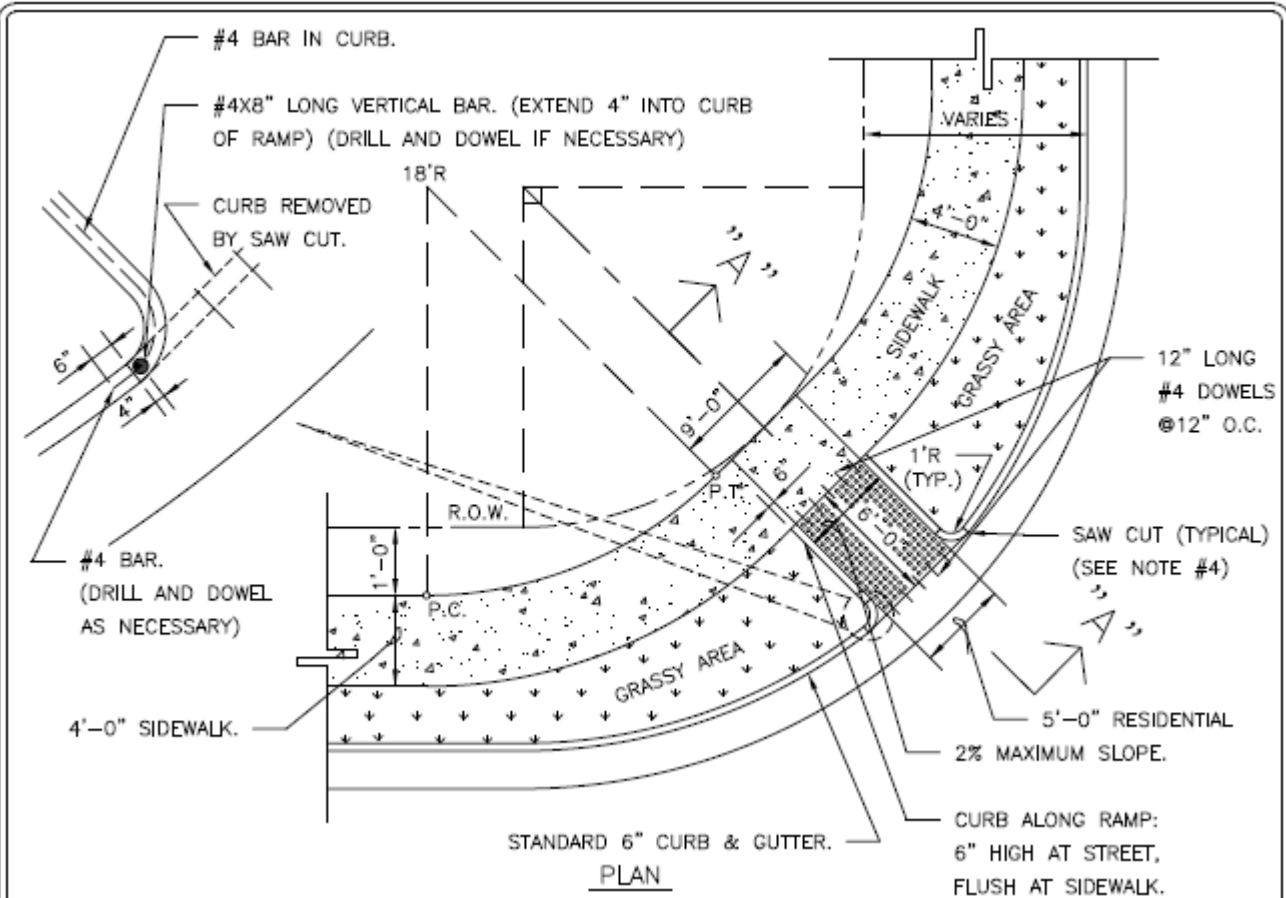 #4 BAR IN CURB.
#4X8" LONG VERTICAL BAR. (EXTEND 4" INTO CURB
OF RAMP) (DRILL AND DOWEL IF NECESSARY)
18'R
CURB REMOVED
BY SAW CUT.
6"
4"
#4 BAR.
(DRILL AND DOWEL
AS NECESSARY)
VARIES
4'-0"
SIDEWALK
GRASSY AREA
"A"
9'-0"
12" LONG
#4 DOWELS
@12" O.C.
1'R
(TYP.)
P.T.
6"
6'-0"
R.O.W.
1'-0"
P.C.
SAW CUT (TYPICAL)
(SEE NOTE #4)
"A"
GRASSY AREA
4'-0" SIDEWALK.
5'-0" RESIDENTIAL
2% MAXIMUM SLOPE.
STANDARD 6" CURB & GUTTER.
CURB ALONG RAMP:
6" HIGH AT STREET,
FLUSH AT SIDEWALK.
PLAN